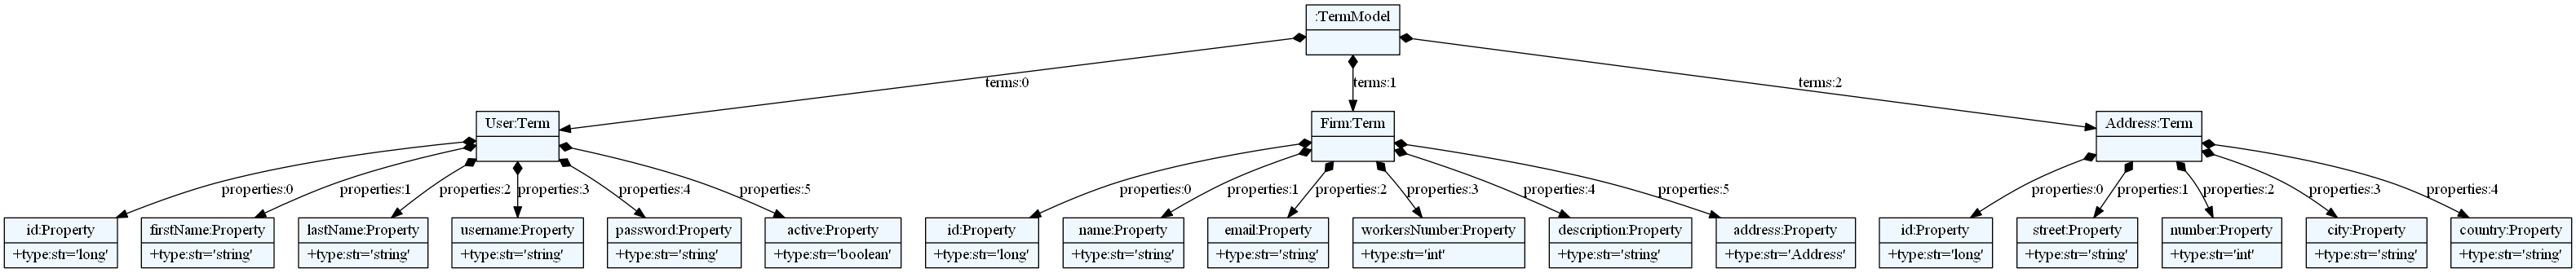 :TermModel
terms:0
terms:1
terms:2
User:Term
Firm:Term
Address:Term
properties:0
properties:1
properties:2
properties:3
properties:4
properties:5
properties:0
properties:1
properties:2
properties:3
properties:4
properties:5
properties:0
properties:1
properties:2
properties:3
properties:4
id:Property
+type:str='long'
firstName:Property
+type:str='string'
lastName:Property
+type:str='string'
username:Property
+type:str='string'
password:Property
+type:str='string'
active:Property
+type:str='boolean'
id:Property
+type:str='long'
name:Property
+type:str='string'
email:Property
+type:str='string'
workersNumber:Property
+type:str='int'
description:Property
+type:str='string'
address:Property
+type:str='Address'
id:Property
+type:str='long'
street:Property
+type:str='string'
number:Property
+type:str='int'
city:Property
+type:str='string'
country:Property
+type:str='string'